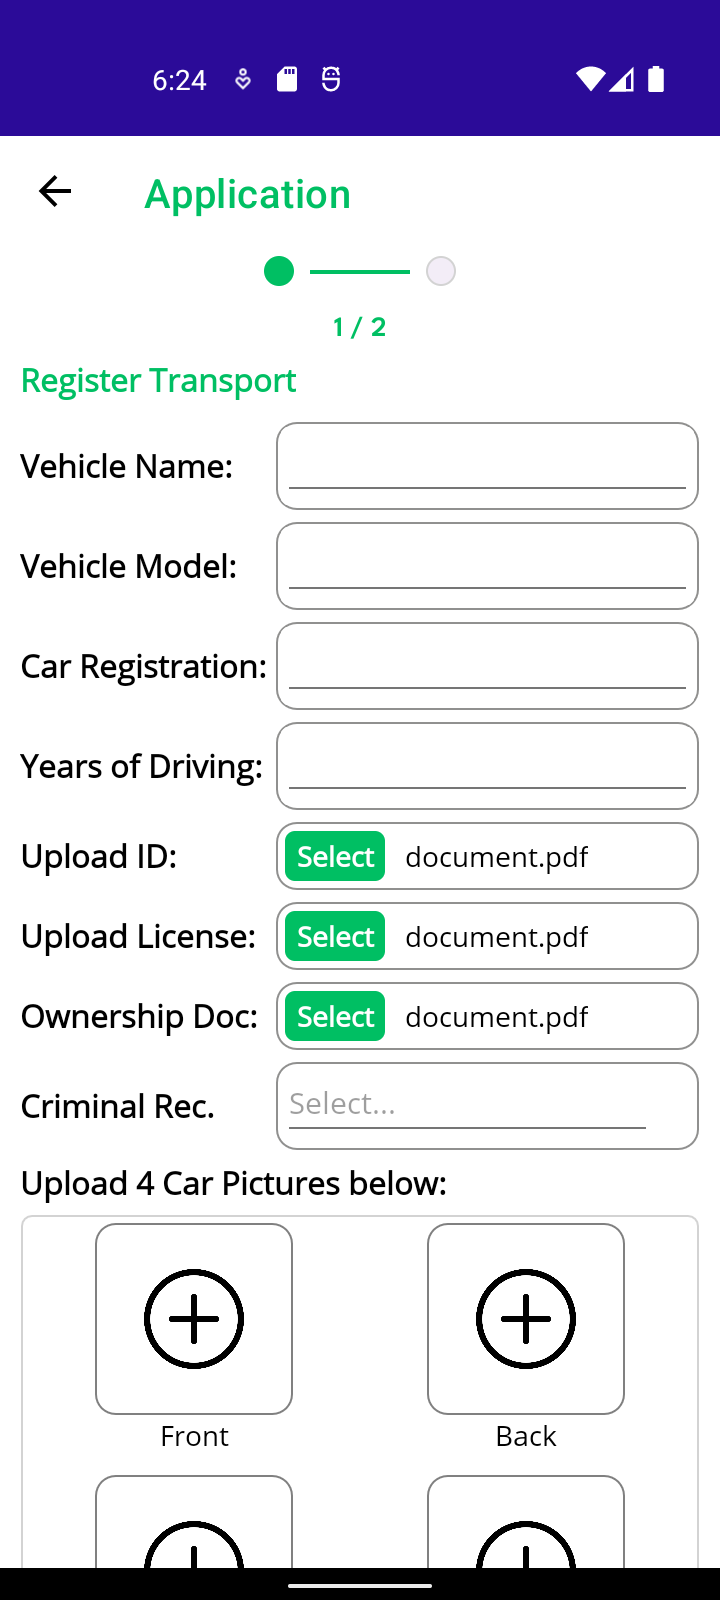 6:24
Application
1 / 2
Register Transport
Vehicle Name:
Vehicle Model:
Car Registration:
Years of Driving:
Upload ID: Select document.pdf
Upload License: Select document.pdf
Ownership Doc: Select document.pdf
Criminal Rec. Select...
Upload 4 Car Pictures below:
Front Back